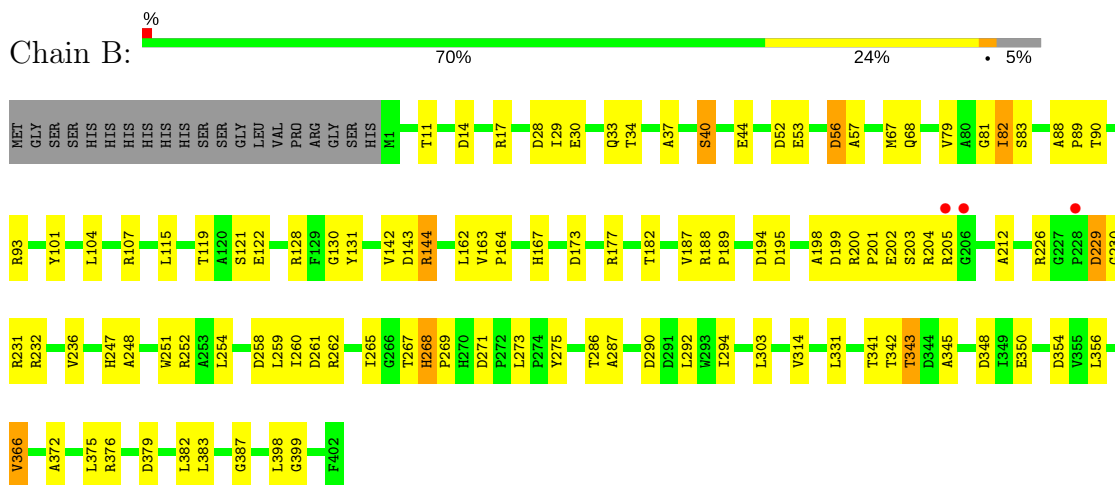 %
Chain B:
70% 24% • 5%
MET GLY SER SER HIS HIS HIS HIS HIS HIS SER SER GLY LEU VAL PRO ARG GLY SER HIS M1 T11 D14 R17 D28 I29 E30 Q33 T34 A37 S40 E44 D52 E53 D56 A57 M67 Q68 V79 A80 G81 I82 S83 A88 P89 T90
R93 Y101 L104 R107 L115 T119 A120 S121 E122 R128 F129 G130 Y131 V142 D143 R144 L162 V163 P164 H167 D173 R177 T182 V187 R188 P189 D194 D195 A198 D199 R200 P201 E202 S203 R204 R205 G206 A212 R226 G227 P228 D229 G230
R231 R232 V236 H247 A248 W251 R252 A253 L254 D258 L259 I260 D261 R262 I265 G266 T267 H268 P269 H270 D271 P272 L273 P274 Y275 T286 A287 D290 D291 L292 W293 I294 L303 V314 L331 T341 T342 T343 D344 A345 D348 I349 E350 D354 V355 L356
V366 A372 L375 R376 D379 L382 L383 G387 L398 G399 F402